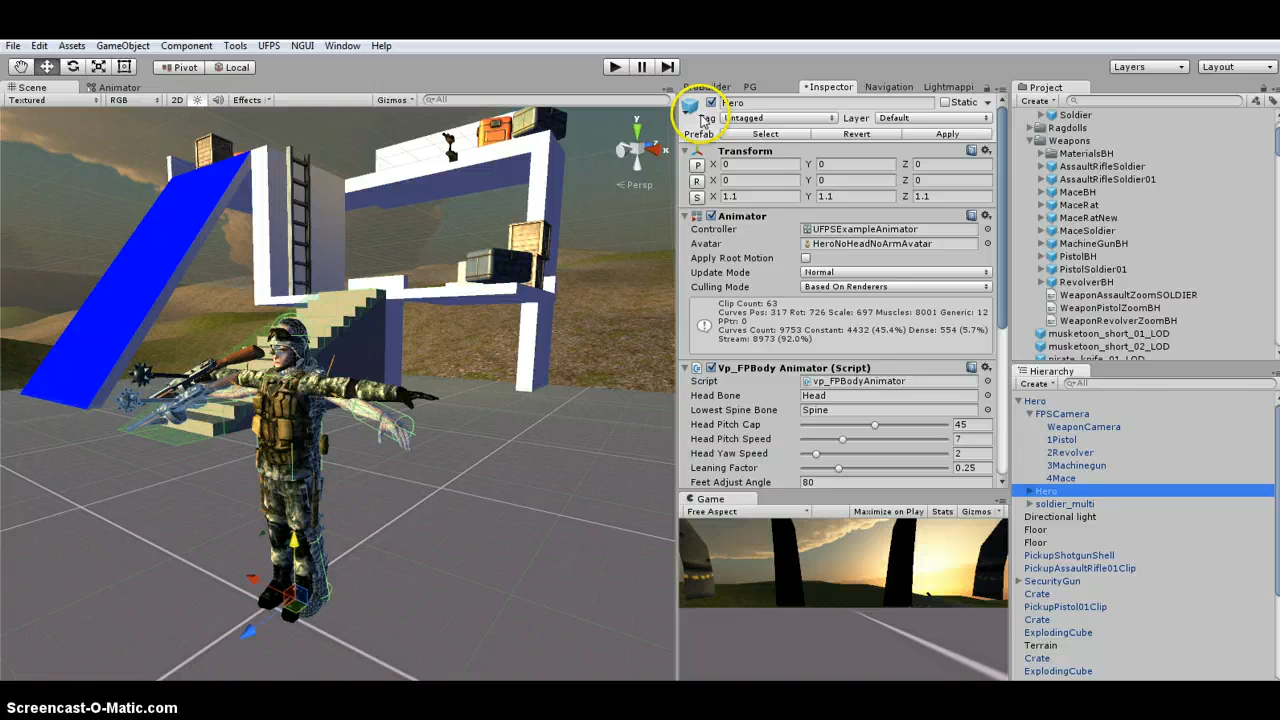 File Edit Assets GameObject Component Tools UFPS NGUI Window Help
Pivot Local Layers Layout
Scene Animator
Textured RGB 2D Effects Gizmos All
y
x
z
Persp
PG Inspector Navigation Lightmappi
Hero Static
Untagged Layer Default
Prefab Select Revert Apply
Transform
P X 0 Y 0 Z 0
R X 0 Y 0 Z 0
S X 1.1 Y 1.1 Z 1.1
Animator
Controller UFPSExampleAnimator
Avatar HeroNoHeadNoArmAvatar
Apply Root Motion
Update Mode Normal
Culling Mode Based On Renderers
Clip Count: 63
Curves Pos: 317 Rot: 726 Scale: 697 Muscles: 8001 Generic: 12
PPtr: 0
Curves Count: 9753 Constant: 4432 (45.4%) Dense: 554 (5.7%)
Stream: 8973 (92.0%)
Vp_FPBody Animator (Script)
Script vp_FPBodyAnimator
Head Bone Head
Lowest Spine Bone Spine
Head Pitch Cap 45
Head Pitch Speed 7
Head Yaw Speed 2
Leaning Factor 0.25
Feet Adjust Angle 80
Game
Free Aspect Maximize on Play Stats Gizmos
Project
Create
Soldier
Ragdolls
Weapons
MaterialsBH
AssaultRifleSoldier
AssaultRifleSoldier01
MaceBH
MaceRat
MaceRatNew
MaceSoldier
MachineGunBH
PistolBH
PistolSoldier01
RevolverBH
WeaponAssaultZoomSOLDIER
WeaponPistolZoomBH
WeaponRevolverZoomBH
musketoon_short_01_LOD
musketoon_short_02_LOD
pirate_knife_01_LOD
Hierarchy
Create All
Hero
FPSCamera
WeaponCamera
1Pistol
2Revolver
3Machinegun
4Mace
Hero
soldier_multi
Directional light
Floor
Floor
PickupShotgunShell
PickupAssaultRifle01Clip
SecurityGun
Crate
PickupPistol01Clip
Crate
ExplodingCube
Terrain
Crate
ExplodingCube
Screencast-O-Matic.com